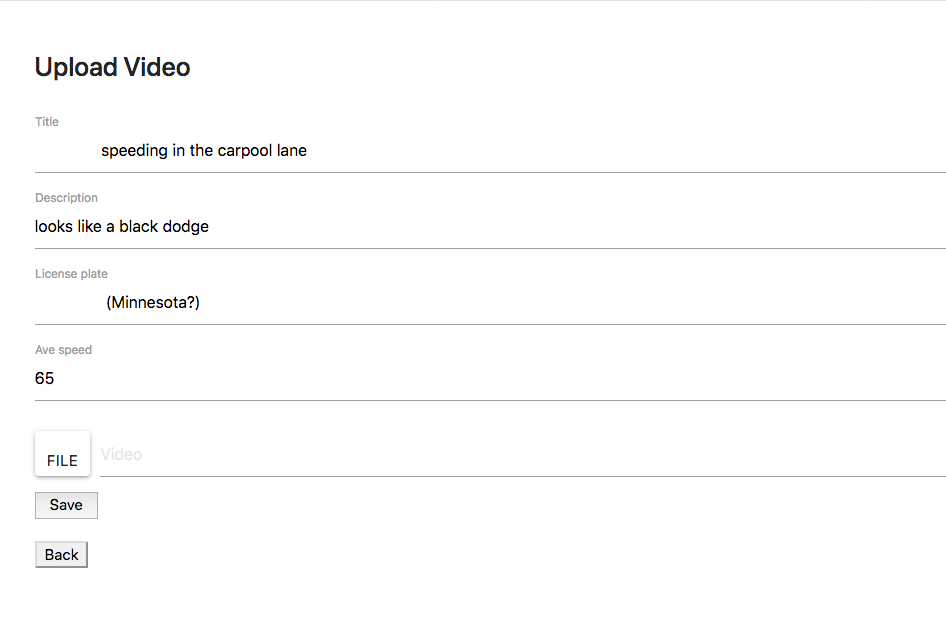 Upload Video
Title
speeding in the carpool lane
Description
looks like a black dodge
License plate
(Minnesota?)
Ave speed
65
FILE Video
Save
Back